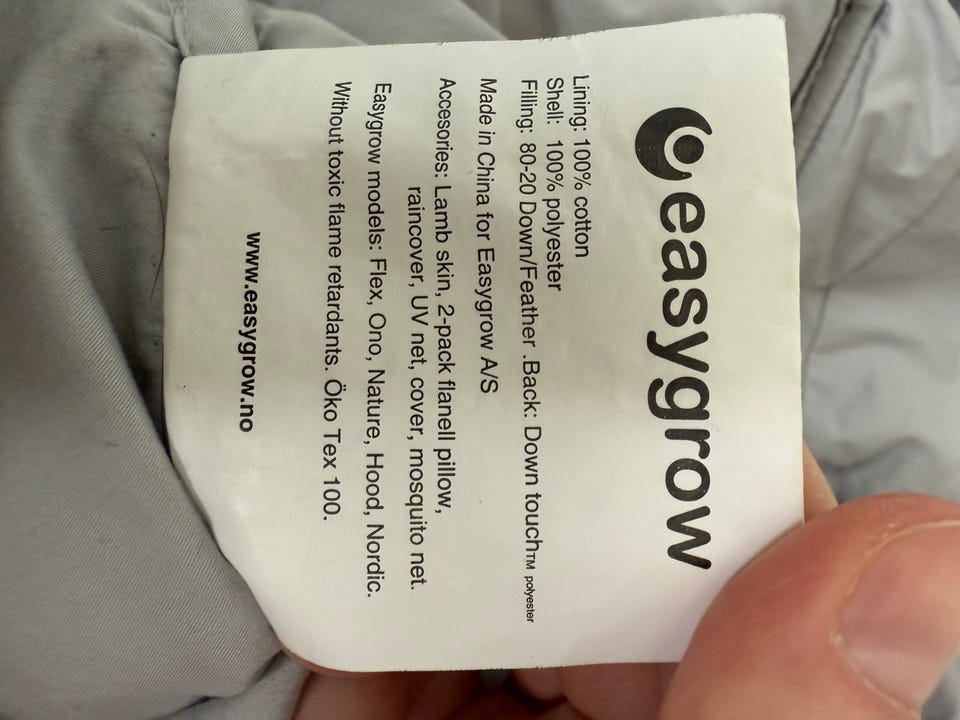 easygrow
Lining: 100% cotton
Shell: 100% polyester
Filling: 80-20 Down/Feather .Back: Down touch™ polyester
Made in China for Easygrow A/S
Accesories: Lamb skin, 2-pack flanell pillow,
raincover, UV net, cover, mosquito net.
Easygrow models: Flex, Ono, Nature, Hood, Nordic.
Without toxic flame retardants. Öko Tex 100.
www.easygrow.no